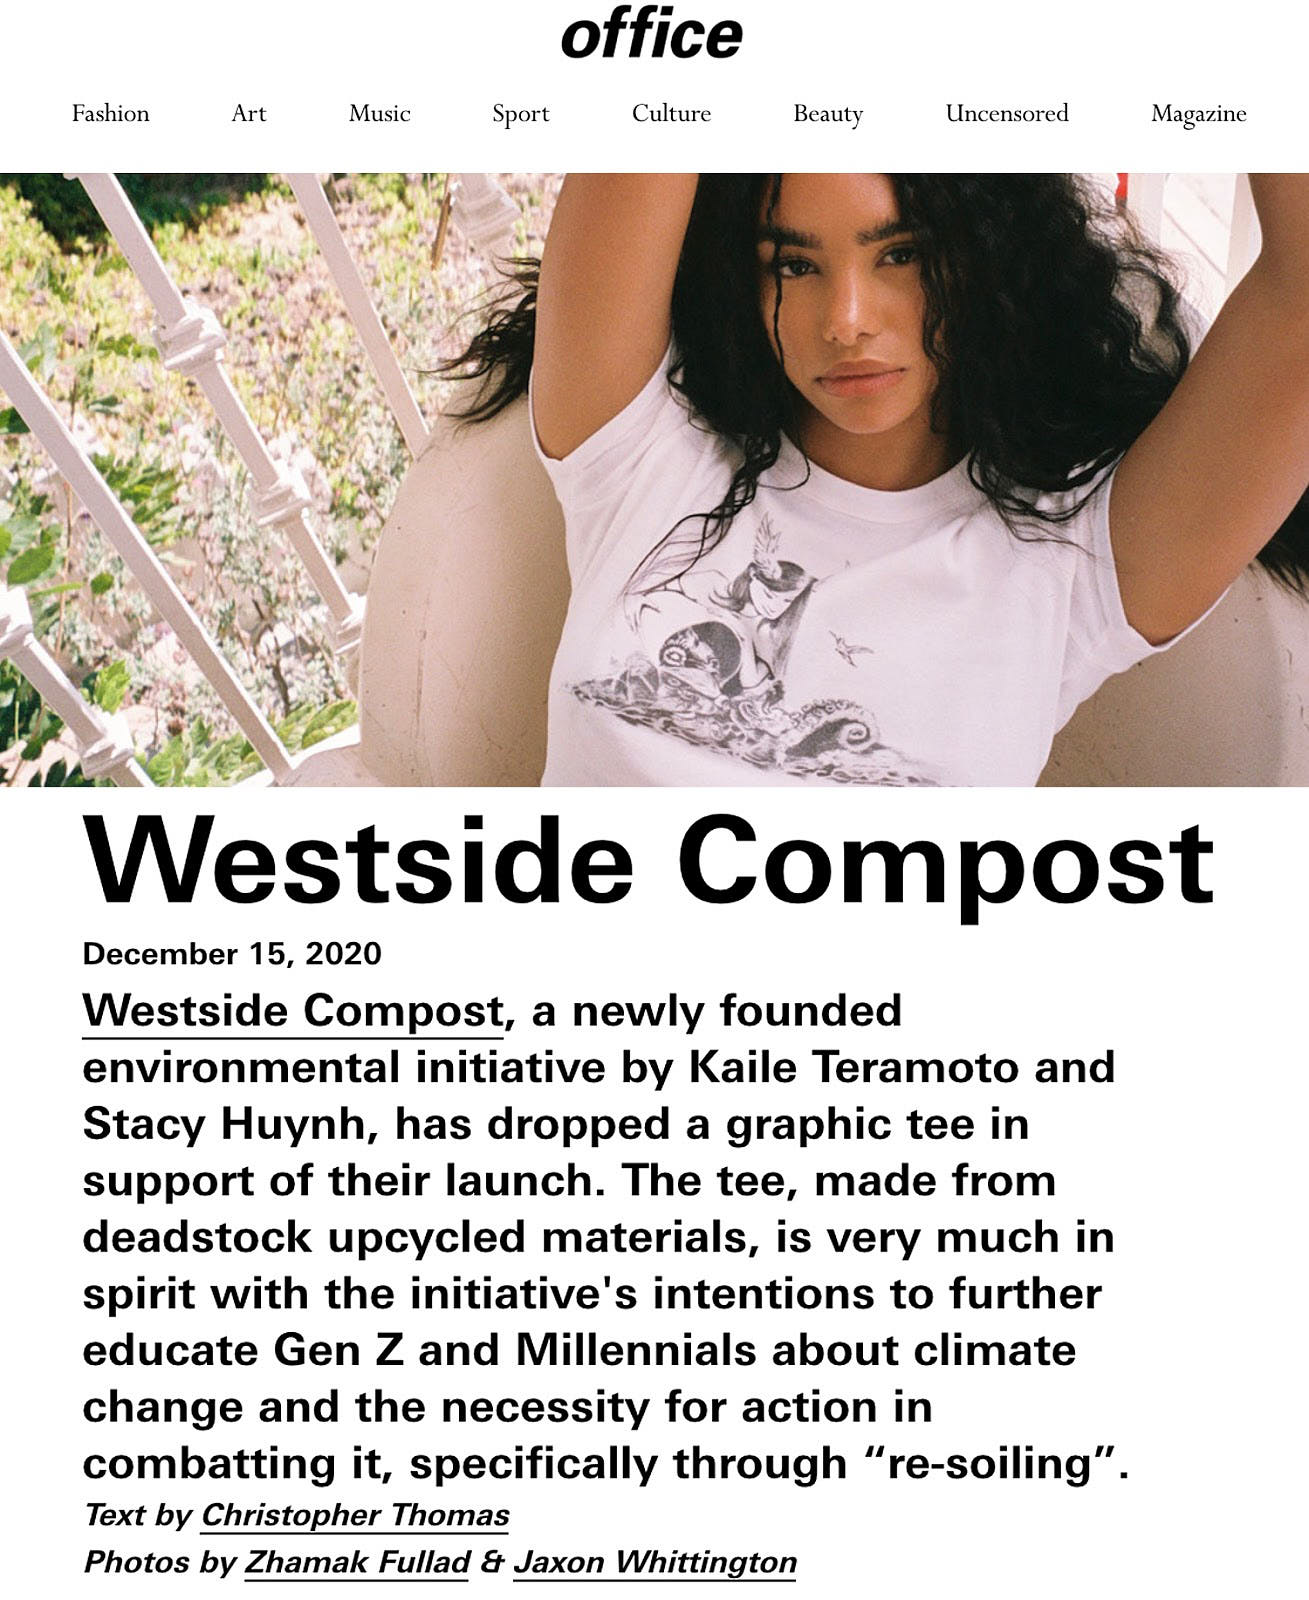 office
Fashion Art Music Sport Culture Beauty Uncensored Magazine
Westside Compost
December 15, 2020
Westside Compost, a newly founded
environmental initiative by Kaile Teramoto and
Stacy Huynh, has dropped a graphic tee in
support of their launch. The tee, made from
deadstock upcycled materials, is very much in
spirit with the initiative's intentions to further
educate Gen Z and Millennials about climate
change and the necessity for action in
combatting it, specifically through “re-soiling”.
Text by Christopher Thomas
Photos by Zhamak Fullad & Jaxon Whittington